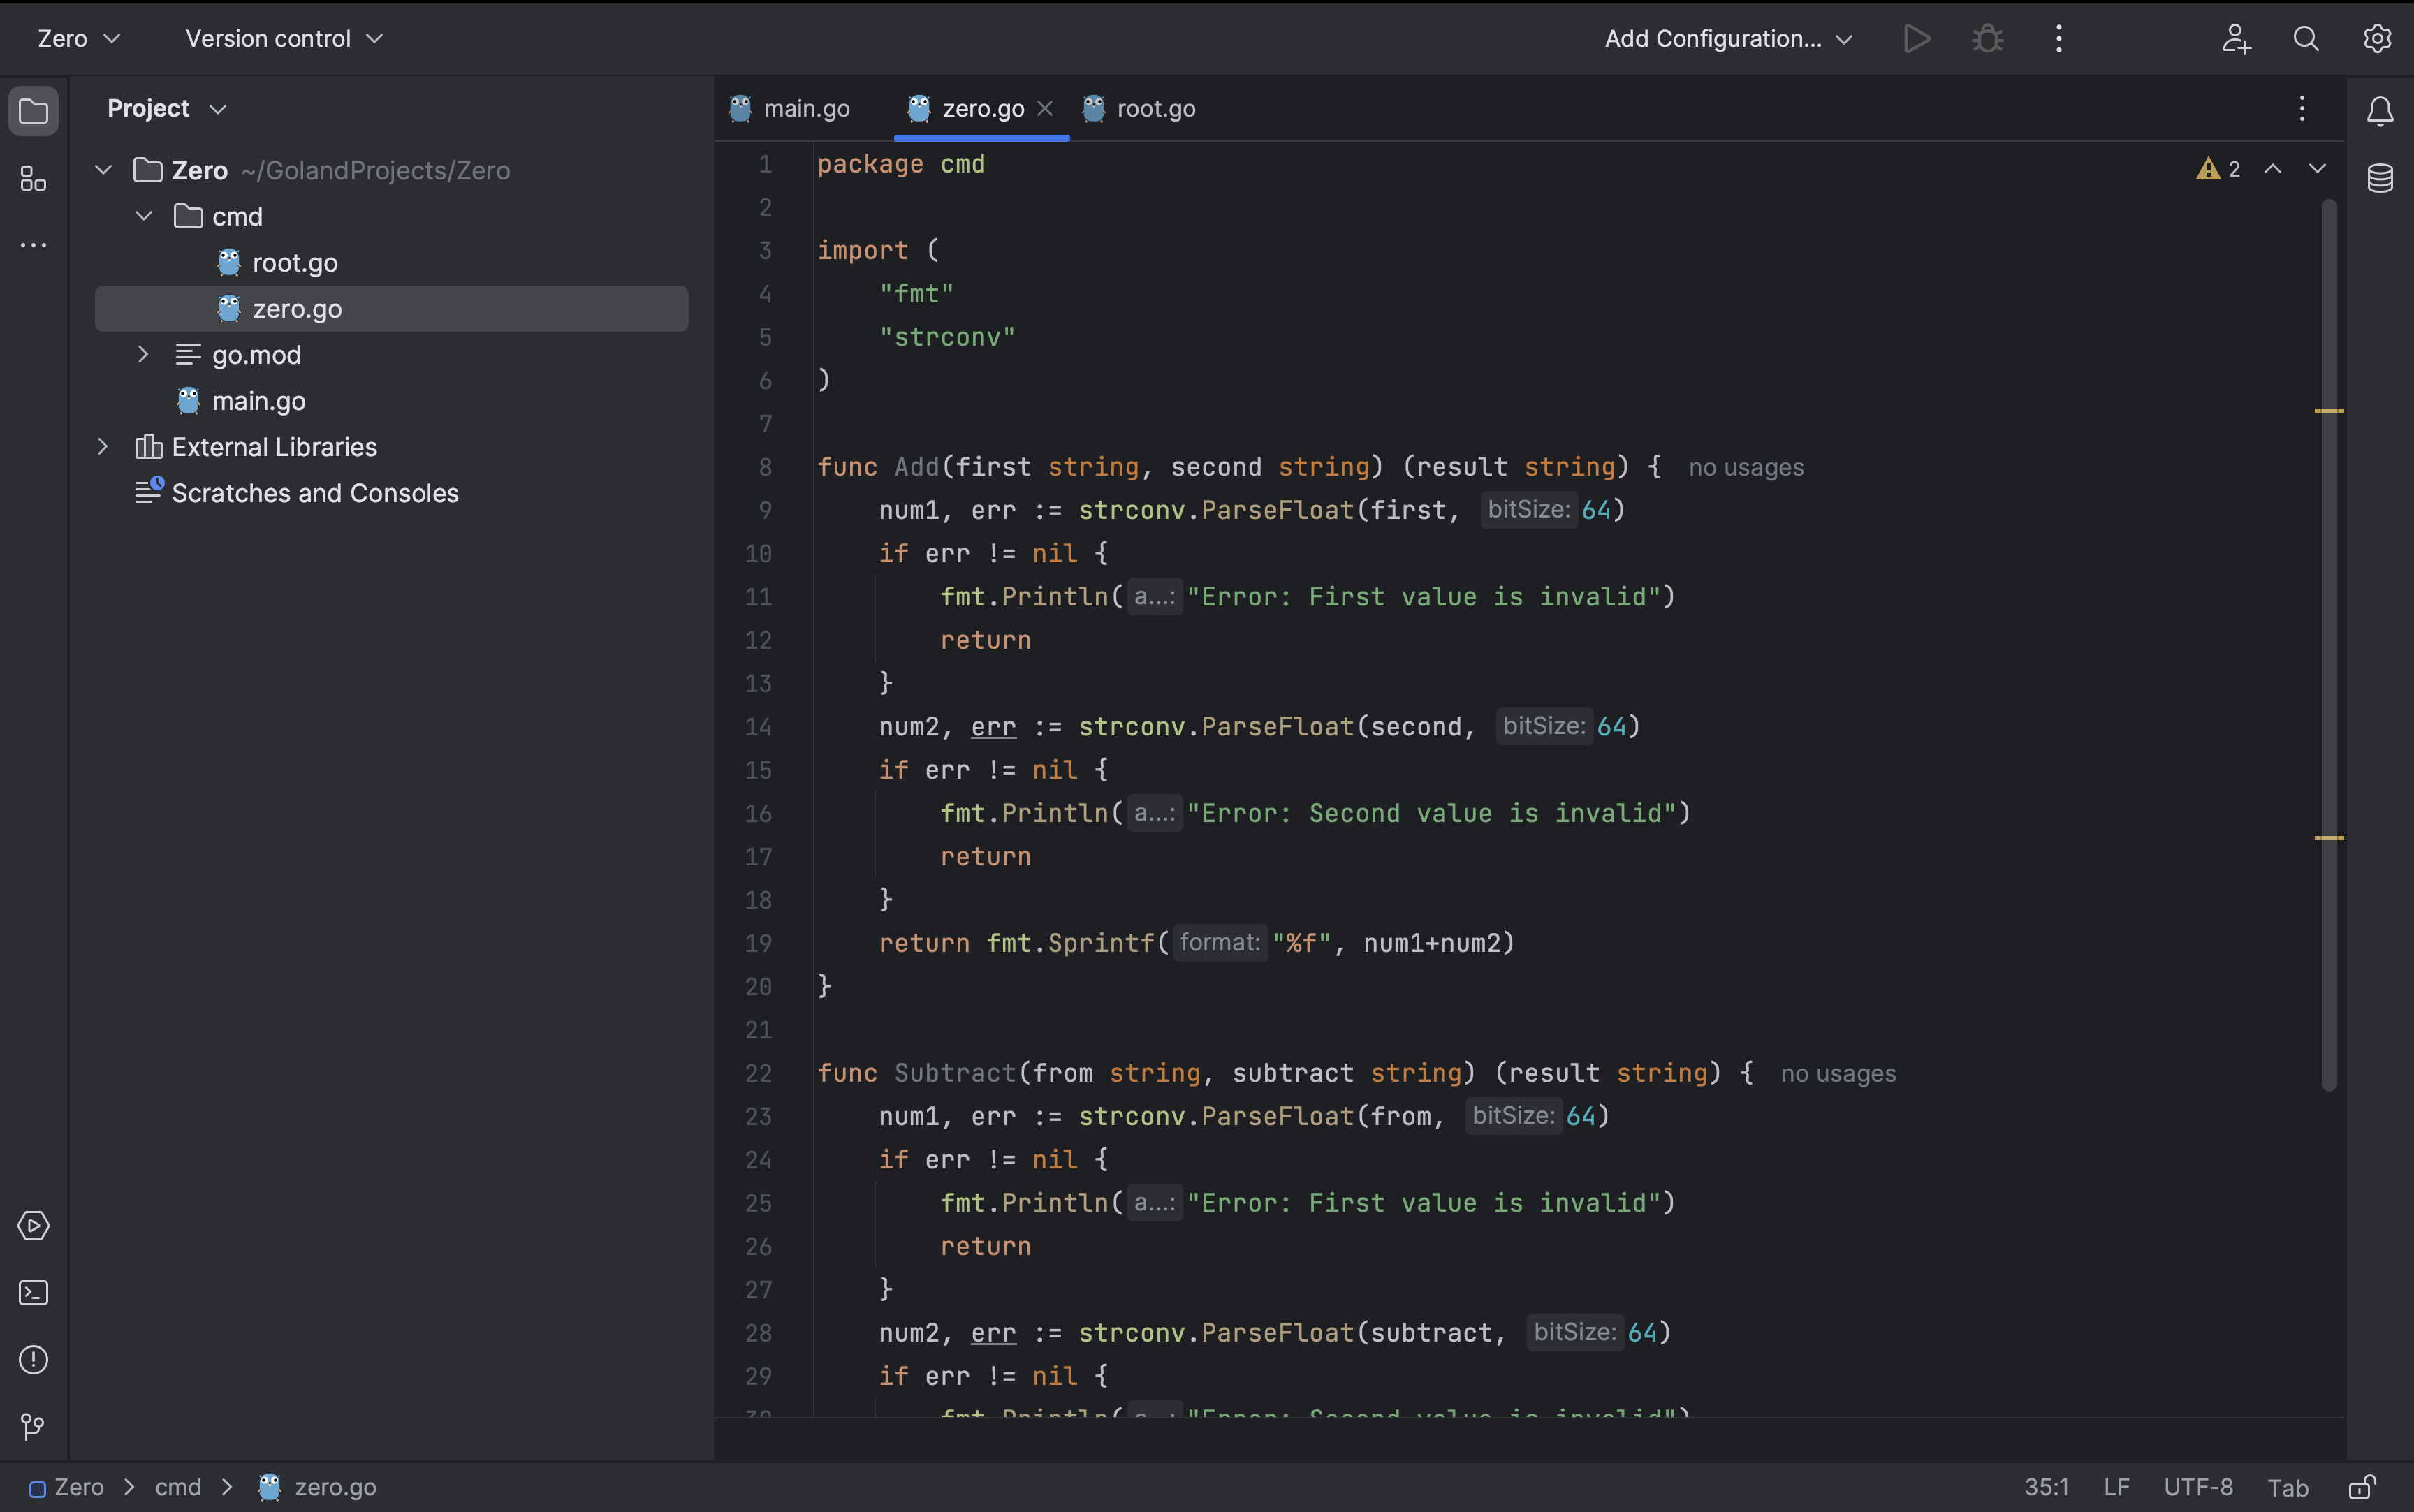 Zero
Version control
Add Configuration...
Project
main.go
zero.go
root.go
Zero ~/GolandProjects/Zero
cmd
root.go
zero.go
go.mod
main.go
External Libraries
Scratches and Consoles
2
1 package cmd
2
3 import (
4 "fmt"
5 "strconv"
6 )
7
8 func Add(first string, second string) (result string) { no usages
9 num1, err := strconv.ParseFloat(first, bitSize: 64)
10 if err != nil {
11 fmt.Println(a...: "Error: First value is invalid")
12 return
13 }
14 num2, err := strconv.ParseFloat(second, bitSize: 64)
15 if err != nil {
16 fmt.Println(a...: "Error: Second value is invalid")
17 return
18 }
19 return fmt.Sprintf(format: "%f", num1+num2)
20 }
21
22 func Subtract(from string, subtract string) (result string) { no usages
23 num1, err := strconv.ParseFloat(from, bitSize: 64)
24 if err != nil {
25 fmt.Println(a...: "Error: First value is invalid")
26 return
27 }
28 num2, err := strconv.ParseFloat(subtract, bitSize: 64)
29 if err != nil {
30 fmt.Println(a...: "Error: Second value is invalid")
Zero
cmd
zero.go
35:1
LF
UTF-8
Tab